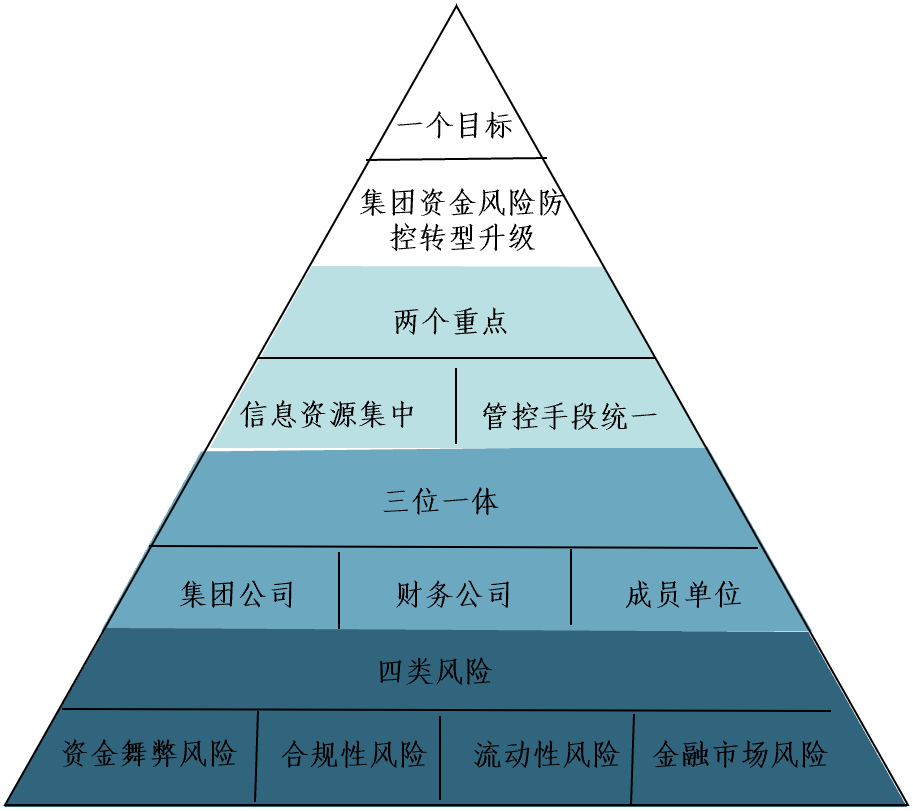 一个目标
集团资金风险防
控转型升级
两个重点
信息资源集中
管控手段统一
三位一体
集团公司
财务公司
成员单位
四类风险
资金舞弊风险
合规性风险
流动性风险
金融市场风险